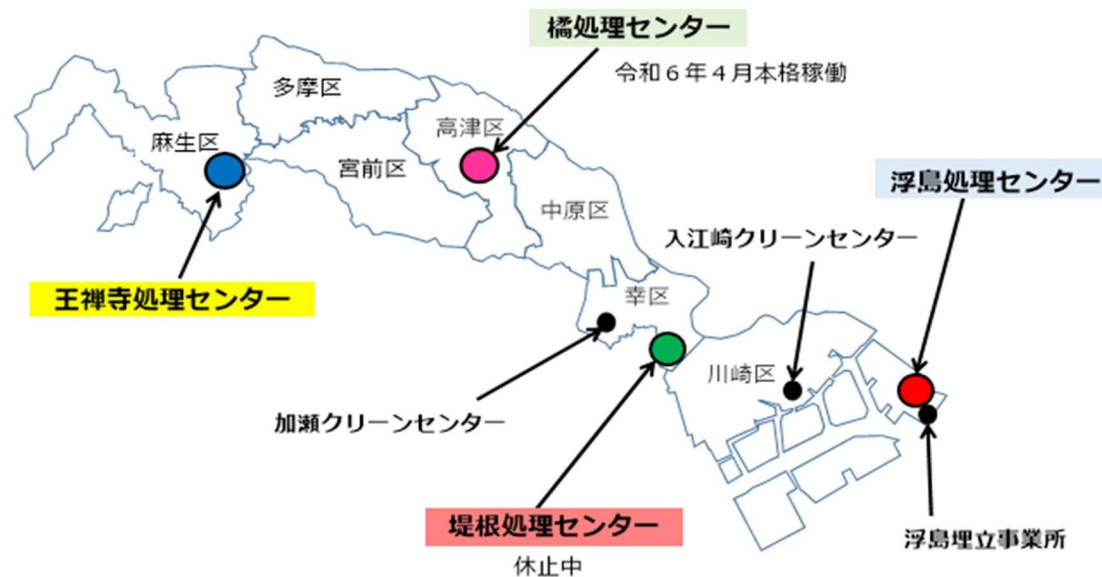 橘処理センター
令和６年４月本格稼働
多摩区
高津区
麻生区
宮前区
浮島処理センター
中原区
入江崎クリーンセンター
王禅寺処理センター
幸区
川崎区
加瀬クリーンセンター
堤根処理センター
浮島埋立事業所
休止中